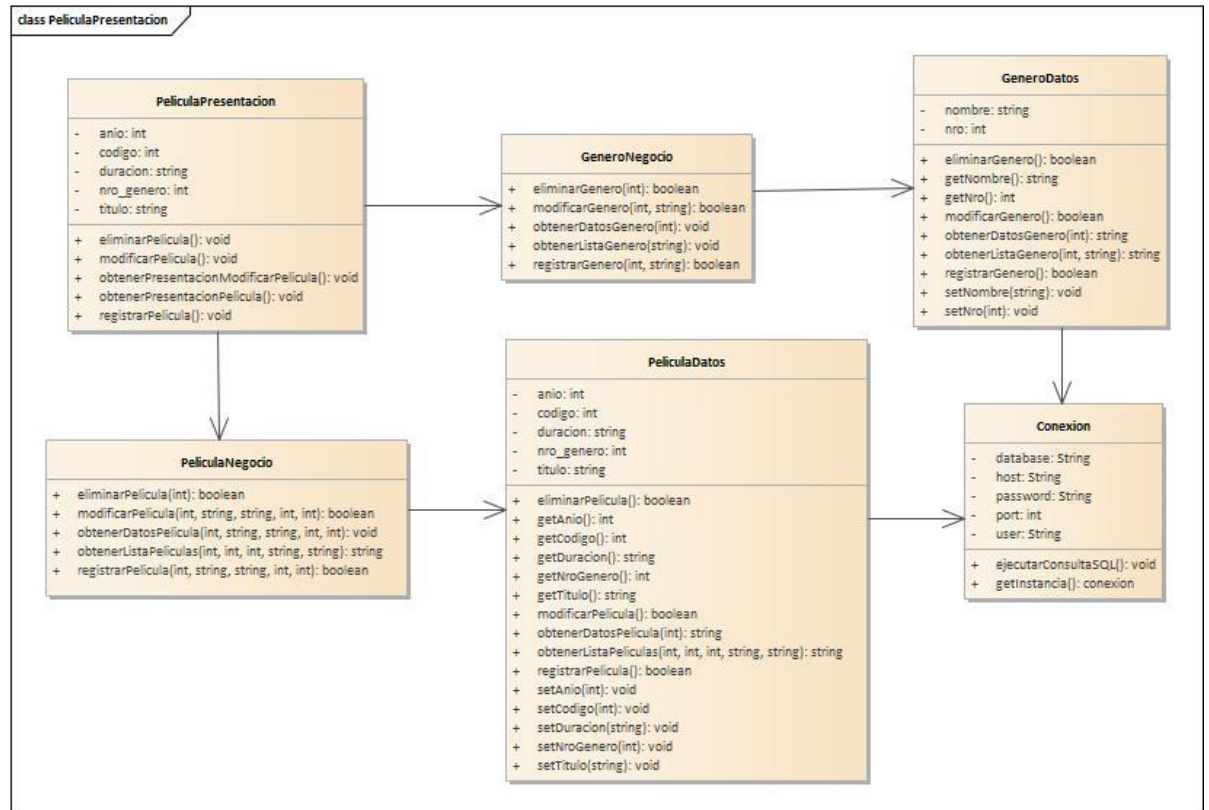 class PeliculaPresentacion
PeliculaPresentacion
- anio: int
- codigo: int
- duracion: string
- nro_genero: int
- titulo: string
+ eliminarPelicula(): void
+ modificarPelicula(): void
+ obtenerPresentacionModificarPelicula(): void
+ obtenerPresentacionPelicula(): void
+ registrarPelicula(): void
GeneroNegocio
+ eliminarGenero(int): boolean
+ modificarGenero(int, string): boolean
+ obtenerDatosGenero(int): void
+ obtenerListaGenero(string): void
+ registrarGenero(int, string): boolean
GeneroDatos
- nombre: string
- nro: int
+ eliminarGenero(): boolean
+ getNombre(): string
+ getNro(): int
+ modificarGenero(): boolean
+ obtenerDatosGenero(int): string
+ obtenerListaGenero(int, string): string
+ registrarGenero(): boolean
+ setNombre(string): void
+ setNro(int): void
PeliculaNegocio
+ eliminarPelicula(int): boolean
+ modificarPelicula(int, string, string, int, int): boolean
+ obtenerDatosPelicula(int, string, string, int, int): void
+ obtenerListaPeliculas(int, int, int, string, string): string
+ registrarPelicula(int, string, string, int, int): boolean
PeliculaDatos
- anio: int
- codigo: int
- duracion: string
- nro_genero: int
- titulo: string
+ eliminarPelicula(): boolean
+ getAnio(): int
+ getCodigo(): int
+ getDuracion(): string
+ getNroGenero(): int
+ getTitulo(): string
+ modificarPelicula(): boolean
+ obtenerDatosPelicula(int): string
+ obtenerListaPeliculas(int, int, int, string, string): string
+ registrarPelicula(): boolean
+ setAnio(int): void
+ setCodigo(int): void
+ setDuracion(string): void
+ setNroGenero(int): void
+ setTitulo(string): void
Conexion
- database: String
- host: String
- password: String
- port: int
- user: String
+ ejecutarConsultaSQL(): void
+ getInstancia(): conexion